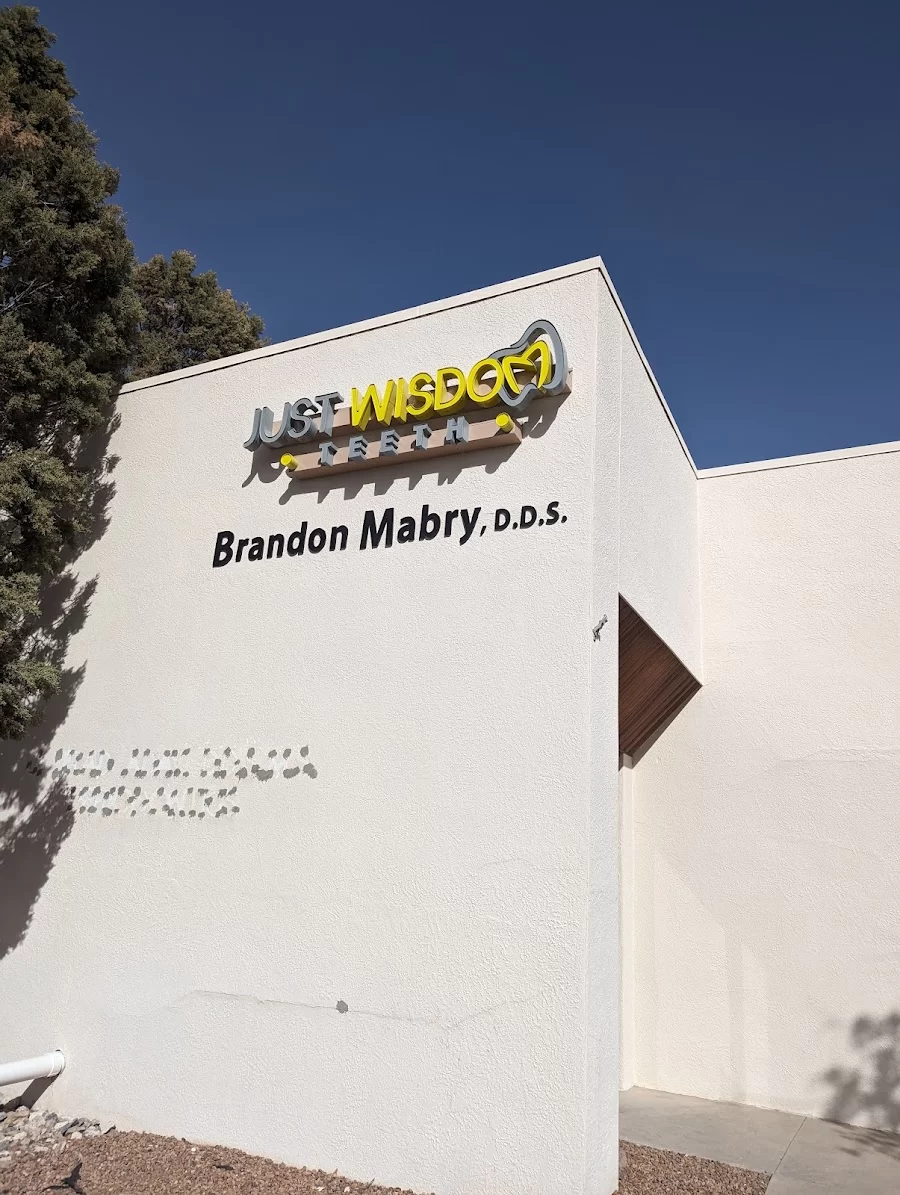 JUST WISDOM
TEETH
Brandon Mabry, D.D.S.